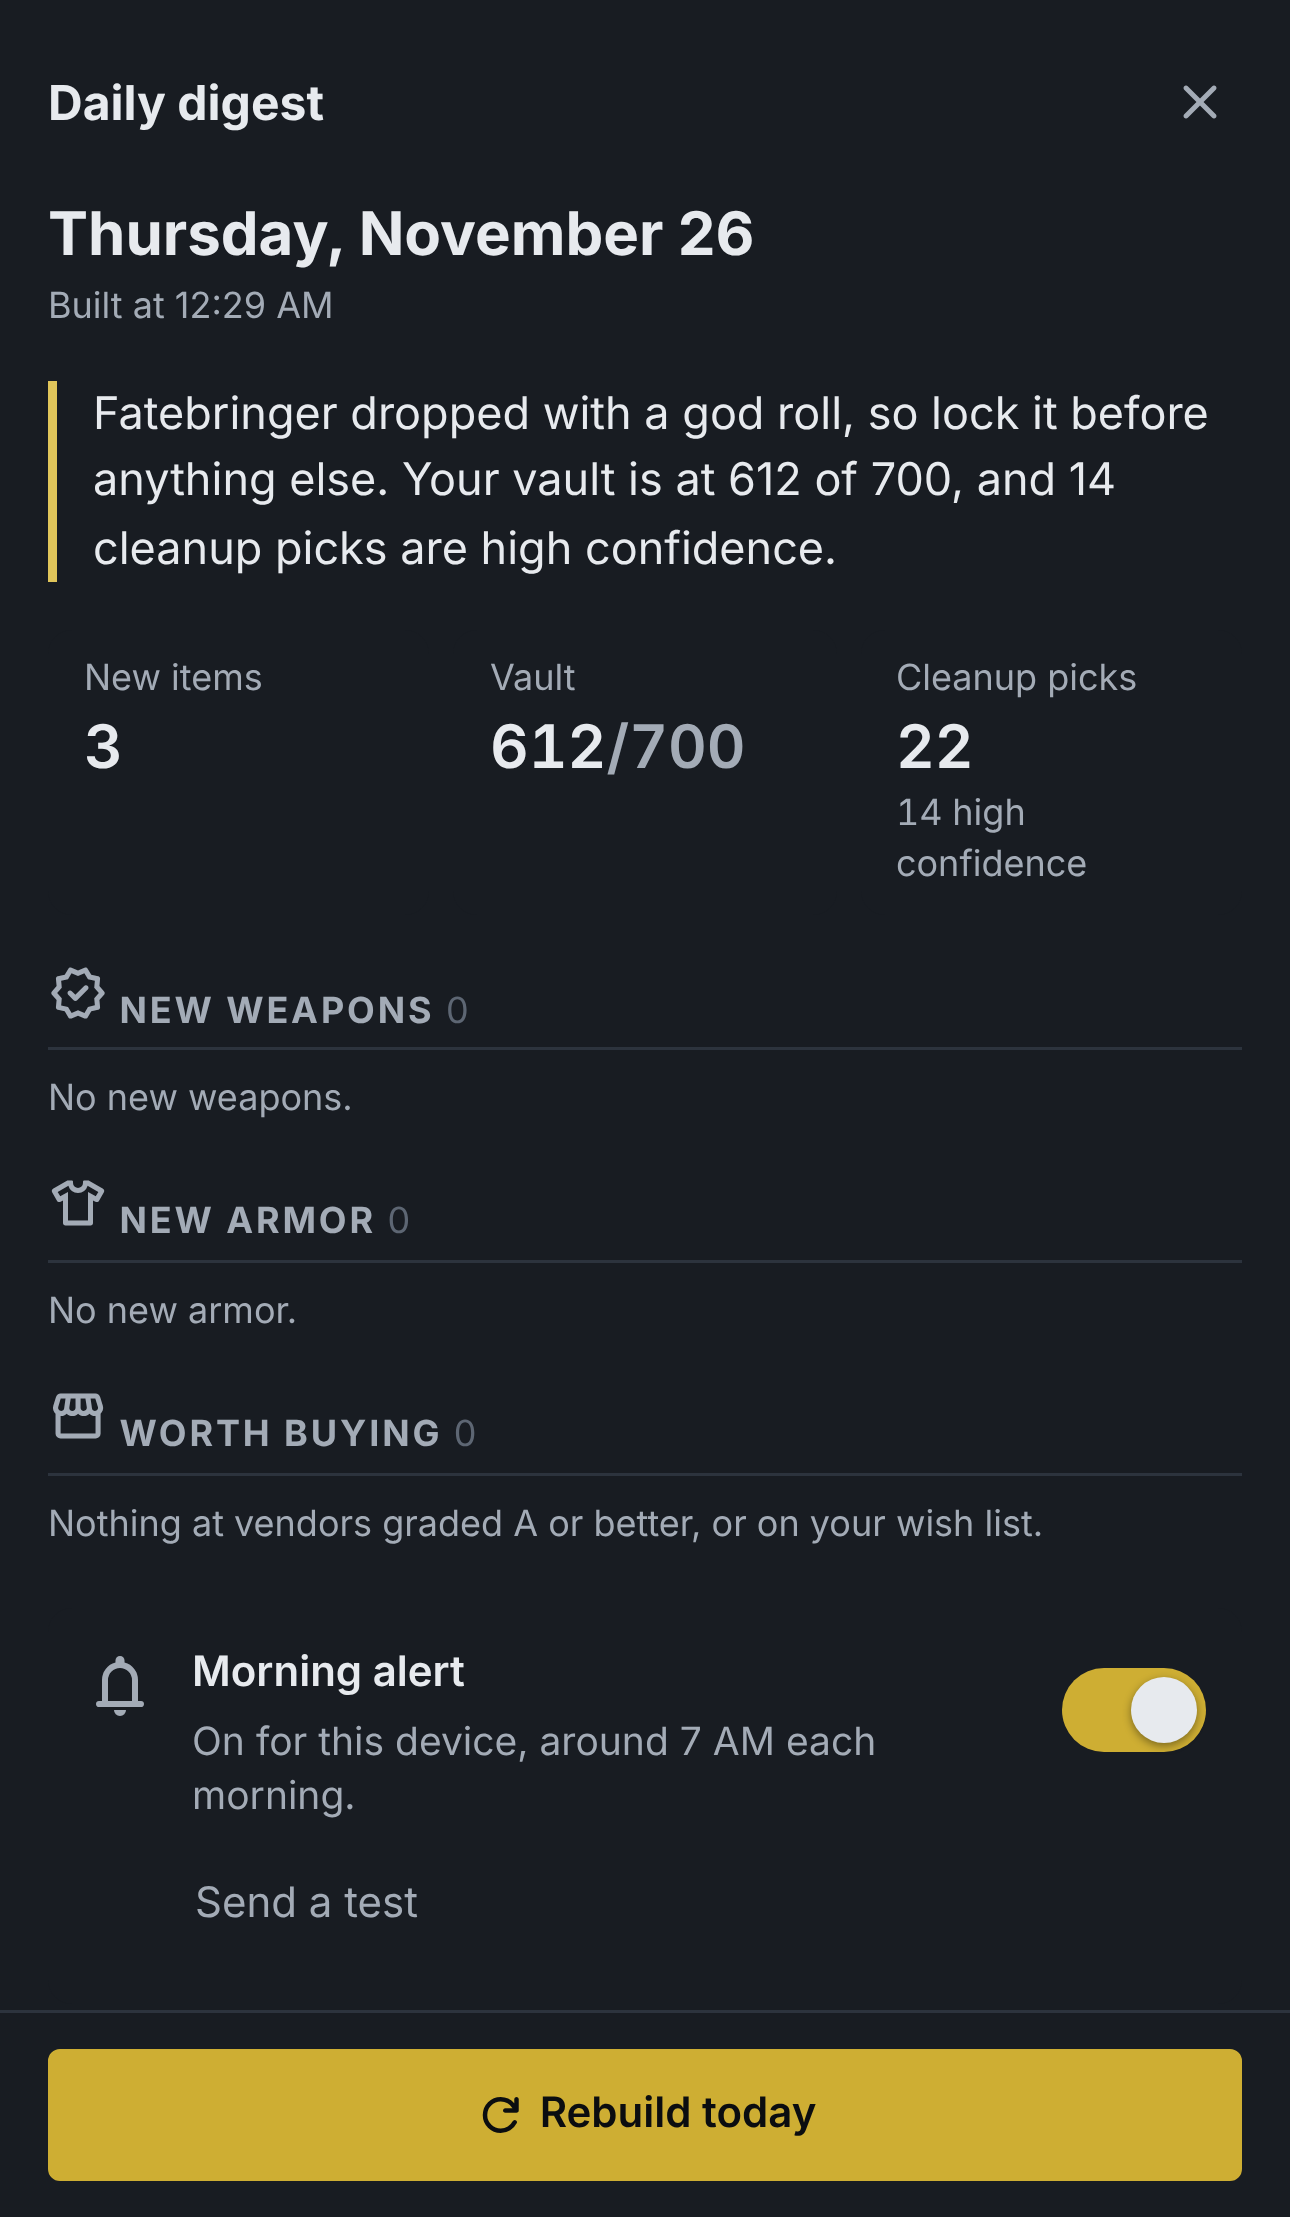 Daily digest
Thursday, November 26
Built at 12:29 AM
Fatebringer dropped with a god roll, so lock it before
anything else. Your vault is at 612 of 700, and 14
cleanup picks are high confidence.
New items
3
Vault
612/700
Cleanup picks
22
14 high
confidence
NEW WEAPONS 0
No new weapons.
NEW ARMOR 0
No new armor.
WORTH BUYING 0
Nothing at vendors graded A or better, or on your wish list.
Morning alert
On for this device, around 7 AM each
morning.
Send a test
Rebuild today